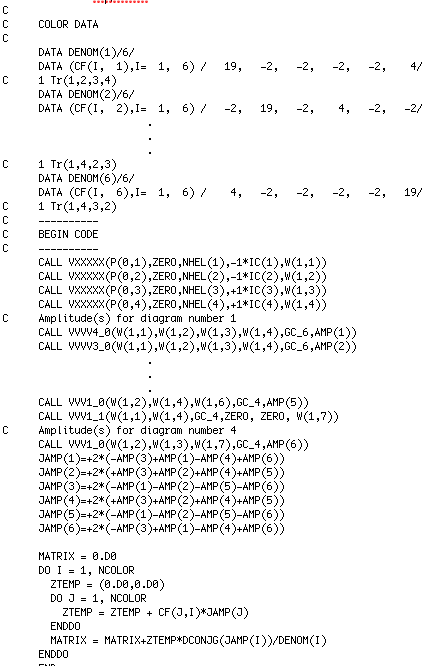 C
C     COLOR DATA
C
      DATA DENOM(1)/6/
      DATA (CF(I,  1),I=  1,  6) /   19,   -2,   -2,   -2,   -2,    4/
C     1 Tr(1,2,3,4)
      DATA DENOM(2)/6/
      DATA (CF(I,  2),I=  1,  6) /   -2,   19,   -2,    4,   -2,   -2/
.
.
.
C     1 Tr(1,4,2,3)
      DATA DENOM(6)/6/
      DATA (CF(I,  6),I=  1,  6) /    4,   -2,   -2,   -2,   -2,   19/
C     1 Tr(1,4,3,2)
C     ----------
C     BEGIN CODE
C     ----------
      CALL VXXXXX(P(0,1),ZERO,NHEL(1),-1*IC(1),W(1,1))
      CALL VXXXXX(P(0,2),ZERO,NHEL(2),-1*IC(2),W(1,2))
      CALL VXXXXX(P(0,3),ZERO,NHEL(3),+1*IC(3),W(1,3))
      CALL VXXXXX(P(0,4),ZERO,NHEL(4),+1*IC(4),W(1,4))
C     Amplitude(s) for diagram number 1
      CALL VVVV4_0(W(1,1),W(1,2),W(1,3),W(1,4),GC_6,AMP(1))
      CALL VVVV3_0(W(1,1),W(1,2),W(1,3),W(1,4),GC_6,AMP(2))
.
.
.
      CALL VVV1_0(W(1,2),W(1,4),W(1,6),GC_4,AMP(5))
      CALL VVV1_1(W(1,1),W(1,4),GC_4,ZERO, ZERO, W(1,7))
C     Amplitude(s) for diagram number 4
      CALL VVV1_0(W(1,2),W(1,3),W(1,7),GC_4,AMP(6))
      JAMP(1)=+2*(-AMP(3)+AMP(1)-AMP(4)+AMP(6))
      JAMP(2)=+2*(+AMP(3)+AMP(2)+AMP(4)+AMP(5))
      JAMP(3)=+2*(-AMP(1)-AMP(2)-AMP(5)-AMP(6))
      JAMP(4)=+2*(+AMP(3)+AMP(2)+AMP(4)+AMP(5))
      JAMP(5)=+2*(-AMP(1)-AMP(2)-AMP(5)-AMP(6))
      JAMP(6)=+2*(-AMP(3)+AMP(1)-AMP(4)+AMP(6))
      MATRIX = 0.D0
      DO I = 1, NCOLOR
        ZTEMP = (0.D0,0.D0)
        DO J = 1, NCOLOR
          ZTEMP = ZTEMP + CF(J,I)*JAMP(J)
        ENDDO
        MATRIX = MATRIX+ZTEMP*DCONJG(JAMP(I))/DENOM(I)
      ENDDO